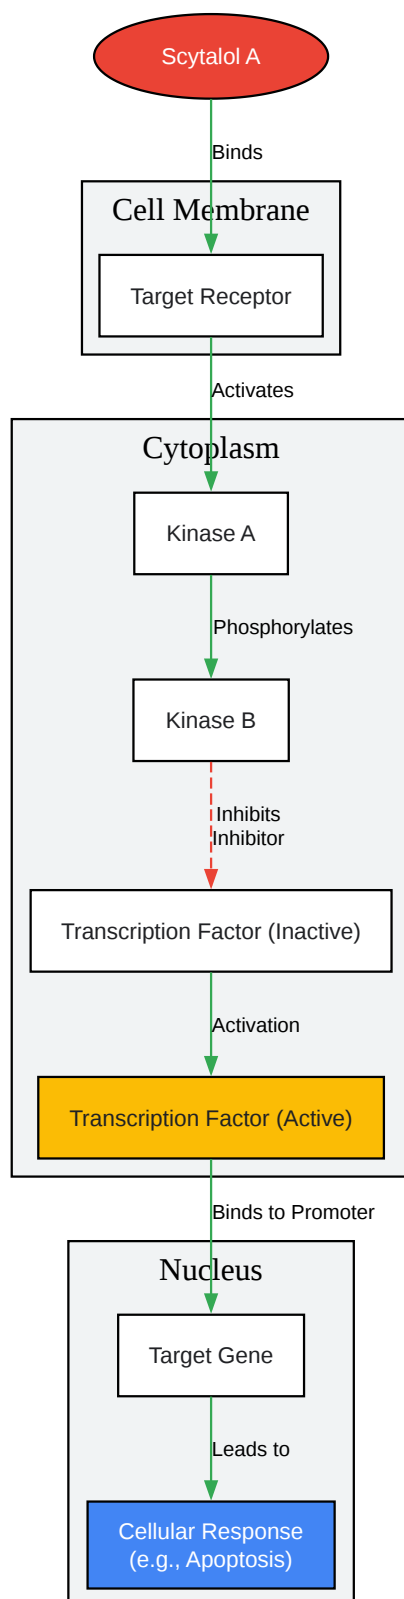 Scytalol A
Binds
Cell Membrane
Target Receptor
Activates
Cytoplasm
Kinase A
Phosphorylates
Kinase B
Inhibits
Inhibitor
Transcription Factor (Inactive)
Activation
Transcription Factor (Active)
Binds to Promoter
Nucleus
Target Gene
Leads to
Cellular Response
(e.g., Apoptosis)